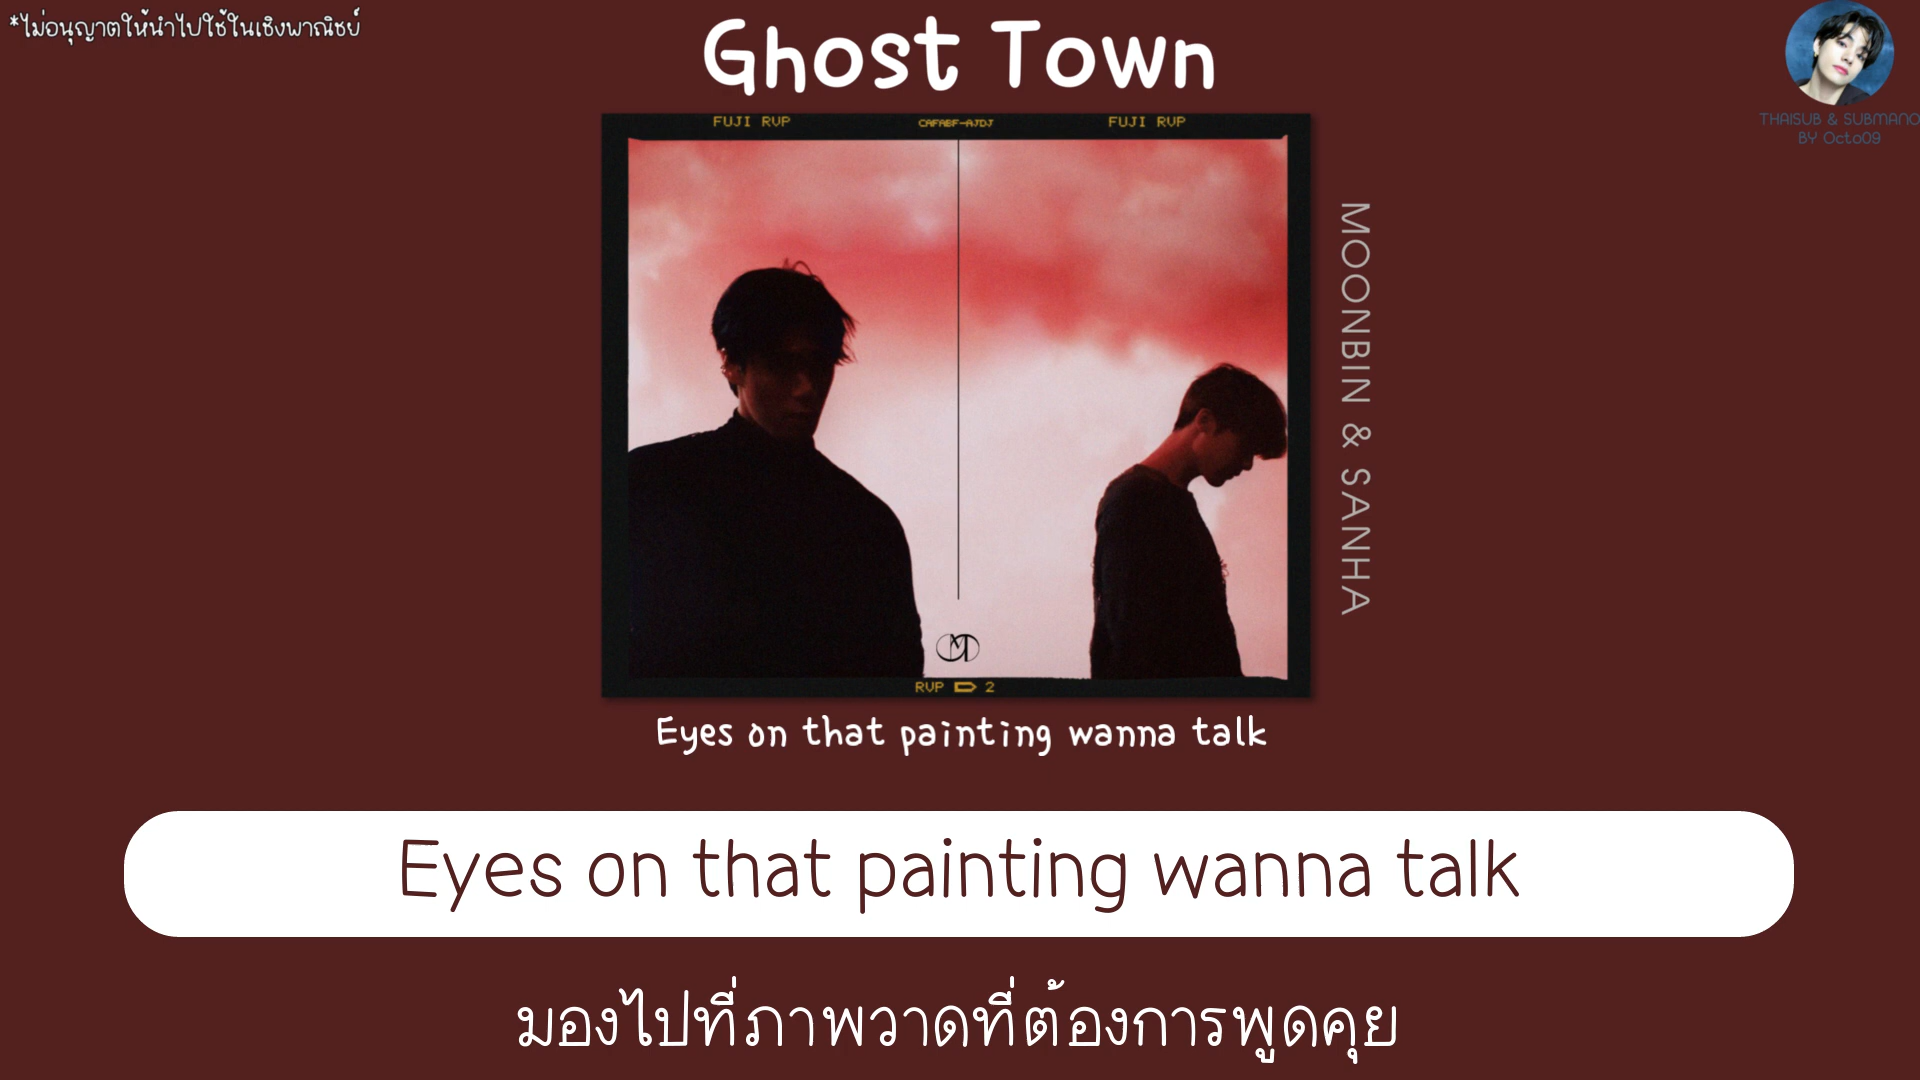 *ไม่อนุญาตให้นำไปใช้ในเชิงพาณิชย์
Ghost Town
THAISUB & SUBMANO
BY Octo09
FUJI RVP
CAFABF-AJDJ
FUJI RVP
MOONBIN & SANHA
RVP 2
Eyes on that painting wanna talk
Eyes on that painting wanna talk
มองไปที่ภาพวาดที่ต้องการพูดคุย